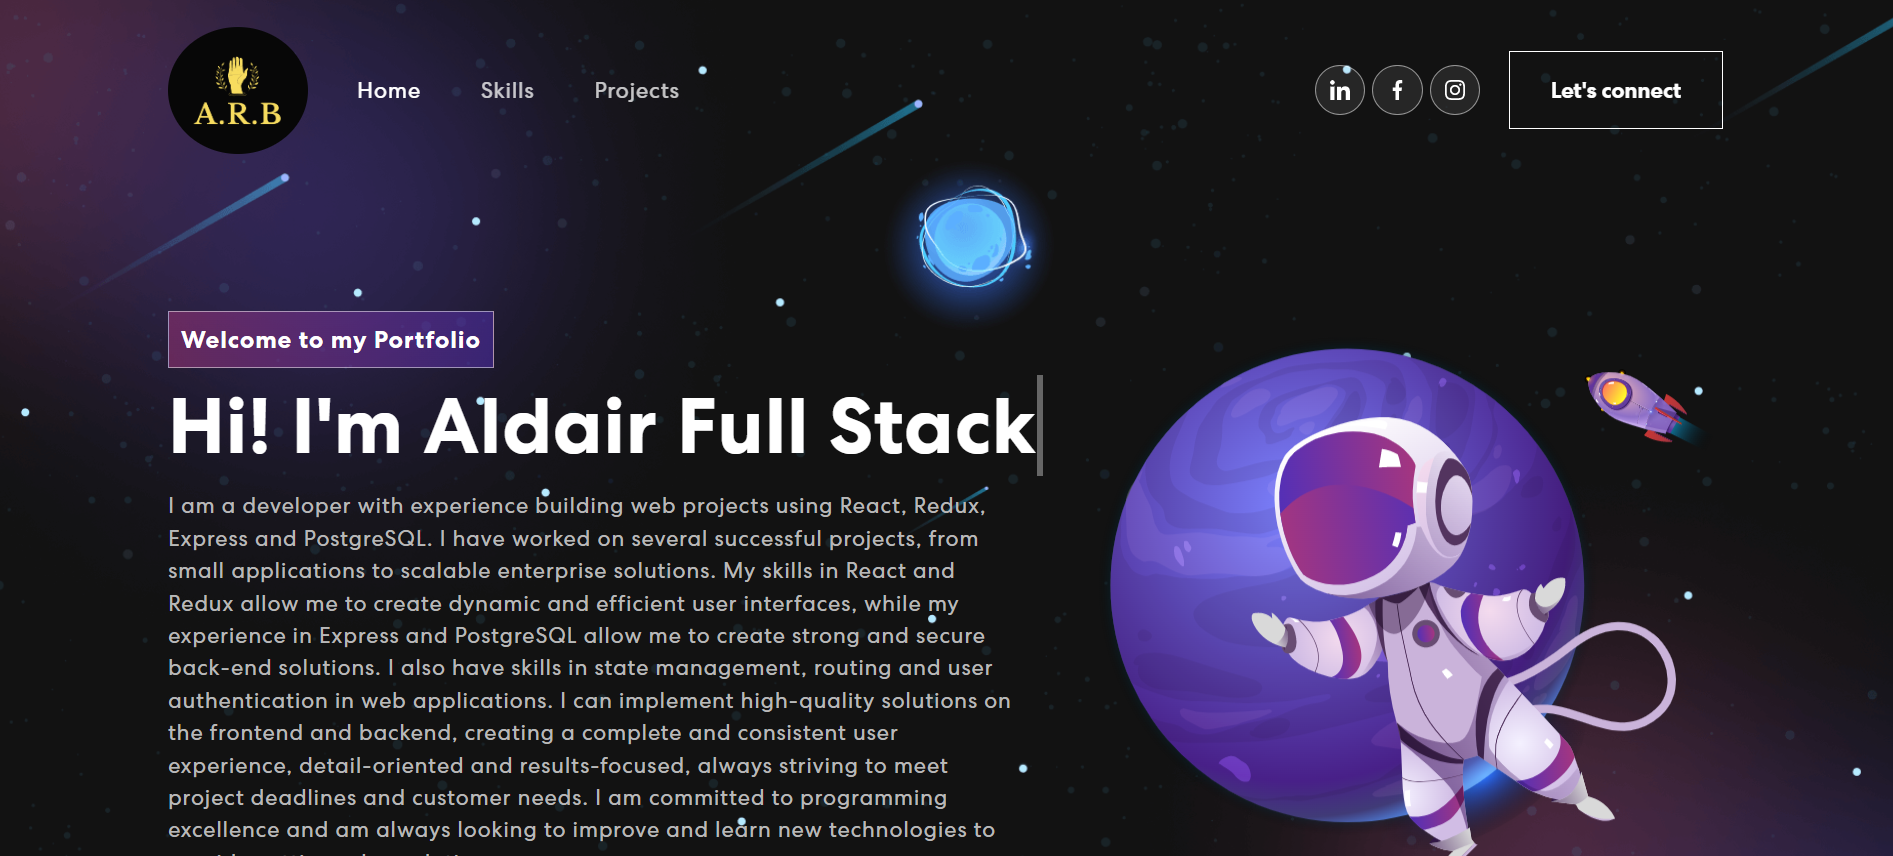 A.R.B
Home Skills Projects
in f
Let's connect
Welcome to my Portfolio
Hi! I'm Aldair Full Stack
I am a developer with experience building web projects using React, Redux,
Express and PostgreSQL. I have worked on several successful projects, from
small applications to scalable enterprise solutions. My skills in React and
Redux allow me to create dynamic and efficient user interfaces, while my
experience in Express and PostgreSQL allow me to create strong and secure
back-end solutions. I also have skills in state management, routing and user
authentication in web applications. I can implement high-quality solutions on
the frontend and backend, creating a complete and consistent user
experience, detail-oriented and results-focused, always striving to meet
project deadlines and customer needs. I am committed to programming
excellence and am always looking to improve and learn new technologies to